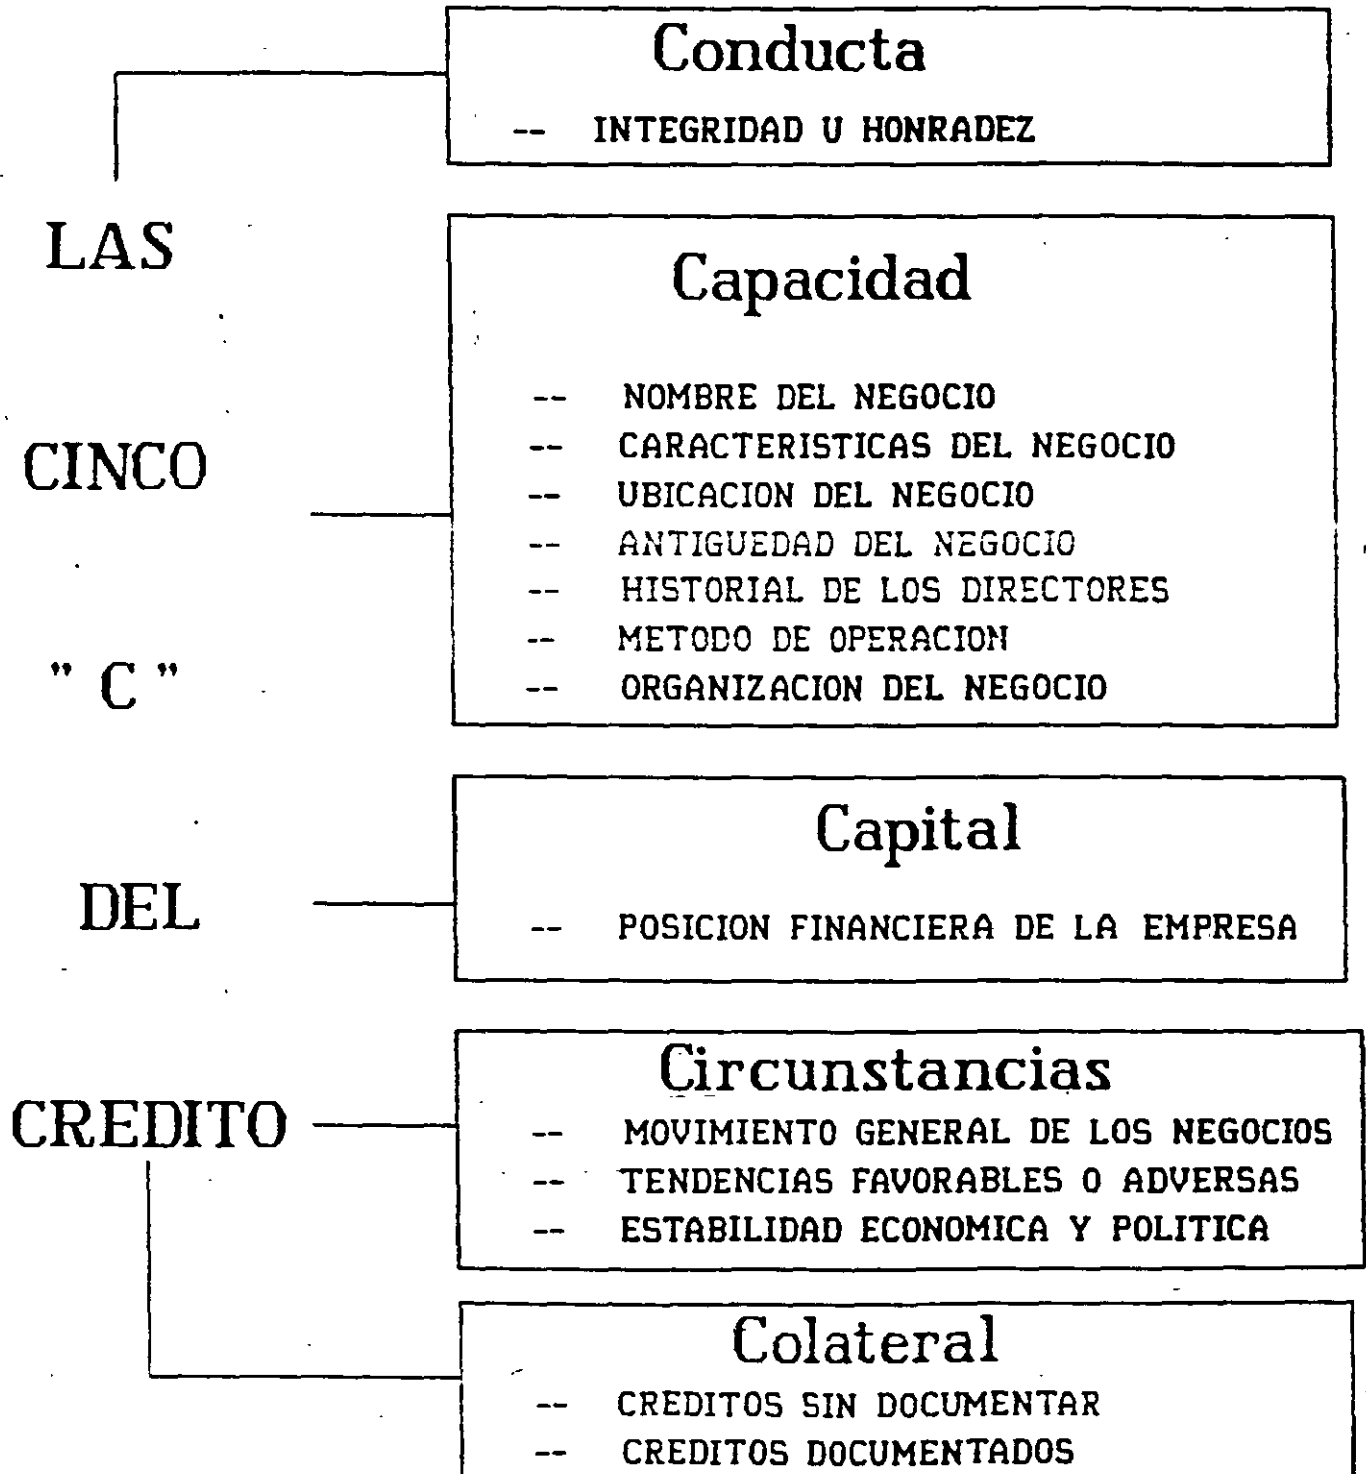 Conducta
-- INTEGRIDAD U HONRADEZ
LAS
Capacidad
-- NOMBRE DEL NEGOCIO
-- CARACTERISTICAS DEL NEGOCIO
CINCO
-- UBICACION DEL NEGOCIO
-- ANTIGUEDAD DEL NEGOCIO
-- HISTORIAL DE LOS DIRECTORES
-- METODO DE OPERACION
-- ORGANIZACION DEL NEGOCIO
" C "
Capital
DEL
-- POSICION FINANCIERA DE LA EMPRESA
Circunstancias
CREDITO
-- MOVIMIENTO GENERAL DE LOS NEGOCIOS
-- TENDENCIAS FAVORABLES O ADVERSAS
-- ESTABILIDAD ECONOMICA Y POLITICA
Colateral
-- CREDITOS SIN DOCUMENTAR
-- CREDITOS DOCUMENTADOS